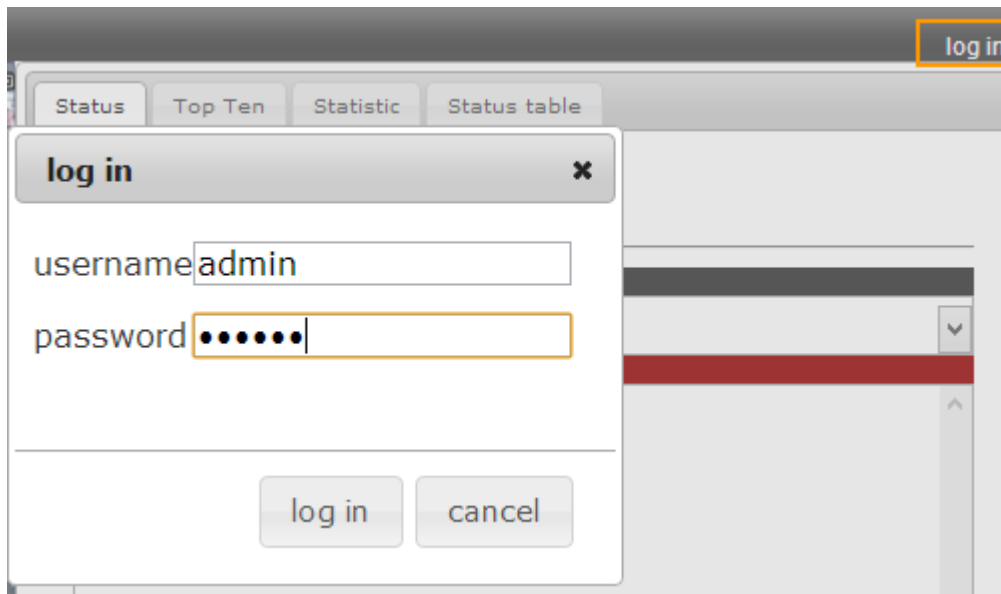 log in
Status Top Ten Statistic Status table
log in
username admin
password ••••••
log in cancel